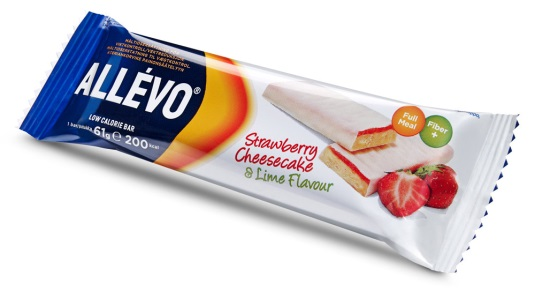 ALLÉVO®
LOW CALORIE BAR
61g ℮ 200 kcal
Strawberry
Cheesecake
& Lime Flavour
Full
Meal
Fiber
+